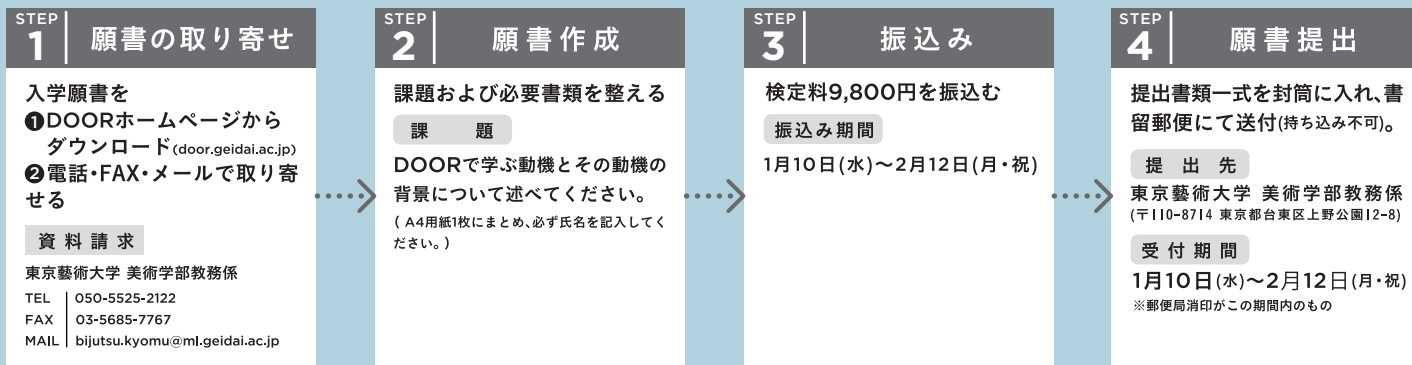 STEP 1 願書の取り寄せ
入学願書を
❶DOORホームページから
ダウンロード(door.geidai.ac.jp)
❷電話・FAX・メールで取り寄
せる
資料請求
東京藝術大学 美術学部教務係
TEL 050-5525-2122
FAX 03-5685-7767
MAIL bijutsu.kyomu@ml.geidai.ac.jp
STEP 2 願書作成
課題および必要書類を整える
課題
DOORで学ぶ動機とその動機の
背景について述べてください。
( A4用紙1枚にまとめ、必ず氏名を記入してく
ださい。)
STEP 3 振込み
検定料9,800円を振込む
振込み期間
1月10日(水)〜2月12日(月・祝)
STEP 4 願書提出
提出書類一式を封筒に入れ、書
留郵便にて送付(持ち込み不可)。
提出先
東京藝術大学 美術学部教務係
(〒110-8714 東京都台東区上野公園12-8)
受付期間
1月10日(水)〜2月12日(月・祝)
※郵便局消印がこの期間内のもの